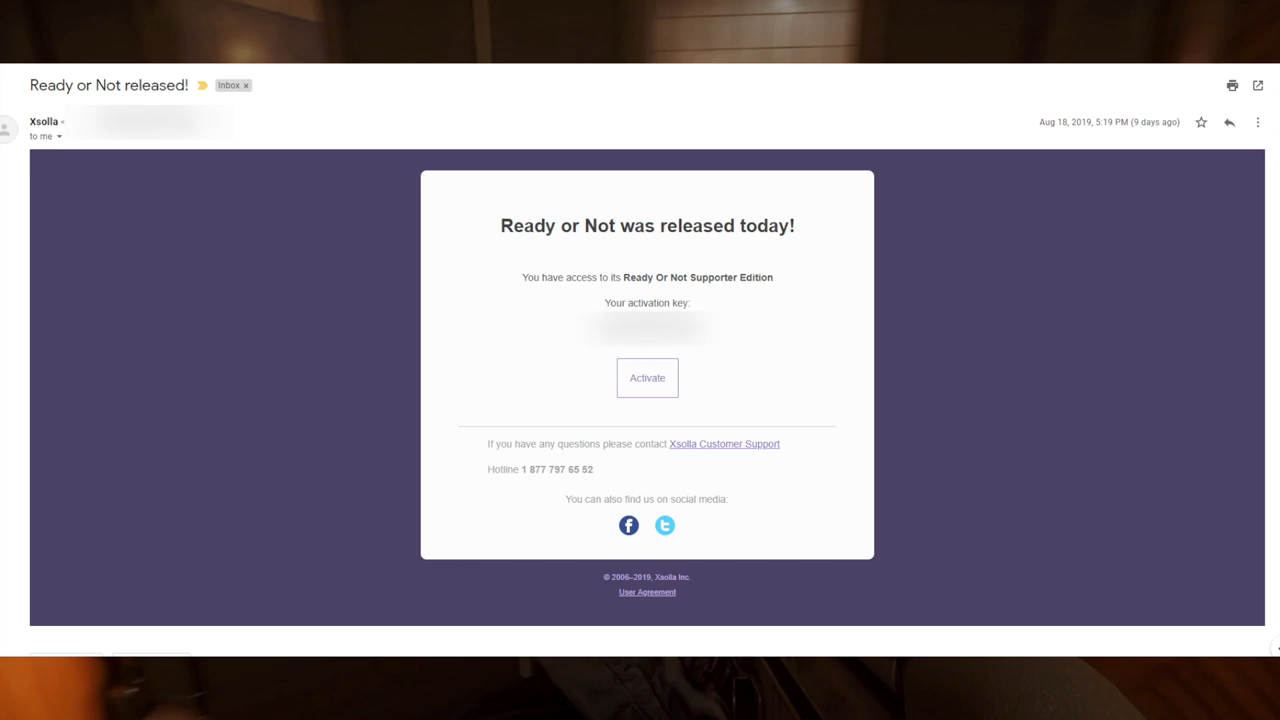 Ready or Not released!
Inbox x
Xsolla <
to me
Aug 18, 2019, 5:19 PM (9 days ago)
Ready or Not was released today!
You have access to its Ready Or Not Supporter Edition
Your activation key:
Activate
If you have any questions please contact Xsolla Customer Support
Hotline 1 877 797 65 52
You can also find us on social media:
© 2006–2019, Xsolla Inc.
User Agreement